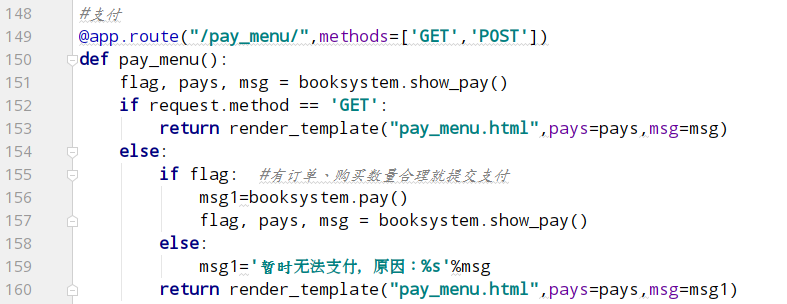 148 #支付
149 @app.route("/pay_menu/",methods=['GET','POST'])
150 def pay_menu():
151     flag, pays, msg = booksystem.show_pay()
152     if request.method == 'GET':
153         return render_template("pay_menu.html",pays=pays,msg=msg)
154     else:
155         if flag:  #有订单、购买数量合理就提交支付
156             msg1=booksystem.pay()
157             flag, pays, msg = booksystem.show_pay()
158         else:
159             msg1='暂时无法支付，原因：%s'%msg
160         return render_template("pay_menu.html",pays=pays,msg=msg1)